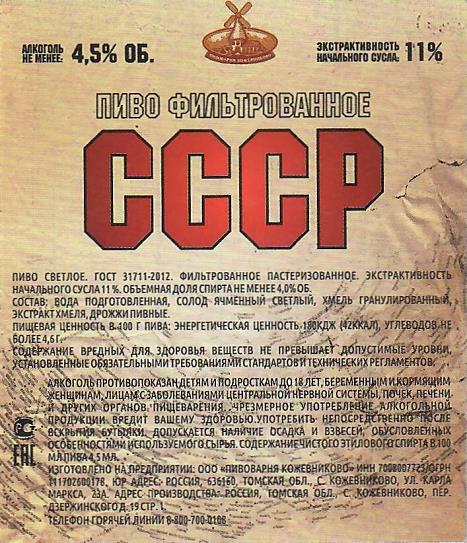 АЛКОГОЛЬ
НЕ МЕНЕЕ: 4,5% ОБ.
ЭКСТРАКТИВНОСТЬ
НАЧАЛЬНОГО СУСЛА: 11%
ПИВО ФИЛЬТРОВАННОЕ
СССР
ПИВО СВЕТЛОЕ. ГОСТ 31711-2012. ФИЛЬТРОВАННОЕ ПАСТЕРИЗОВАННОЕ. ЭКСТРАКТИВНОСТЬ
НАЧАЛЬНОГО СУСЛА 11%. ОБЪЕМНАЯ ДОЛЯ СПИРТА НЕ МЕНЕЕ 4,0% ОБ.
СОСТАВ: ВОДА ПОДГОТОВЛЕННАЯ, СОЛОД ЯЧМЕННЫЙ СВЕТЛЫЙ, ХМЕЛЬ ГРАНУЛИРОВАННЫЙ,
ЭКСТРАКТ ХМЕЛЯ, ДРОЖЖИ ПИВНЫЕ.
ПИЩЕВАЯ ЦЕННОСТЬ В 100 Г ПИВА: ЭНЕРГЕТИЧЕСКАЯ ЦЕННОСТЬ 180КДЖ (42ККАЛ), УГЛЕВОДОВ НЕ
БОЛЕЕ 4,6 Г.
СОДЕРЖАНИЕ ВРЕДНЫХ ДЛЯ ЗДОРОВЬЯ ВЕЩЕСТВ НЕ ПРЕВЫШАЕТ ДОПУСТИМЫЕ УРОВНИ,
УСТАНОВЛЕННЫЕ ОБЯЗАТЕЛЬНЫМИ ТРЕБОВАНИЯМИ СТАНДАРТОВ И ТЕХНИЧЕСКИХ РЕГЛАМЕНТОВ.
АЛКОГОЛЬ ПРОТИВОПОКАЗАН ДЕТЯМ И ПОДРОСТКАМ ДО 18 ЛЕТ, БЕРЕМЕННЫМ И КОРМЯЩИМ
ЖЕНЩИНАМ, ЛИЦАМ С ЗАБОЛЕВАНИЯМИ ЦЕНТРАЛЬНОЙ НЕРВНОЙ СИСТЕМЫ, ПОЧЕК, ПЕЧЕНИ
И ДРУГИХ ОРГАНОВ ПИЩЕВАРЕНИЯ. ЧРЕЗМЕРНОЕ УПОТРЕБЛЕНИЕ АЛКОГОЛЬНОЙ
ПРОДУКЦИИ ВРЕДИТ ВАШЕМУ ЗДОРОВЬЮ. УПОТРЕБИТЬ НЕПОСРЕДСТВЕННО ПОСЛЕ
ВСКРЫТИЯ БУТЫЛКИ. ДОПУСКАЕТСЯ НАЛИЧИЕ ОСАДКА И ВЗВЕСЕЙ, ОБУСЛОВЛЕННЫХ
ОСОБЕННОСТЯМИ ИСПОЛЬЗУЕМОГО СЫРЬЯ. СОДЕРЖАНИЕ ЧИСТОГО ЭТИЛОВОГО СПИРТА В 100
МЛ ПИВА 4,5 МЛ.
ИЗГОТОВЛЕНО НА ПРЕДПРИЯТИИ: ООО «ПИВОВАРНЯ КОЖЕВНИКОВО» ИНН 7008007725/ОГРН
1117026001180, ЮР АДРЕС: РОССИЯ, 636160, ТОМСКАЯ ОБЛ., С. КОЖЕВНИКОВО, УЛ. КАРЛА
МАРКСА, 23А. АДРЕС ПРОИЗВОДСТВА: РОССИЯ, ТОМСКАЯ ОБЛ., С. КОЖЕВНИКОВО, ПЕР.
ДЗЕРЖИНСКОГО Д. 19 СТР. 1.
ТЕЛЕФОН ГОРЯЧЕЙ ЛИНИИ 8-800-700-0108
РСТ
ЕАС